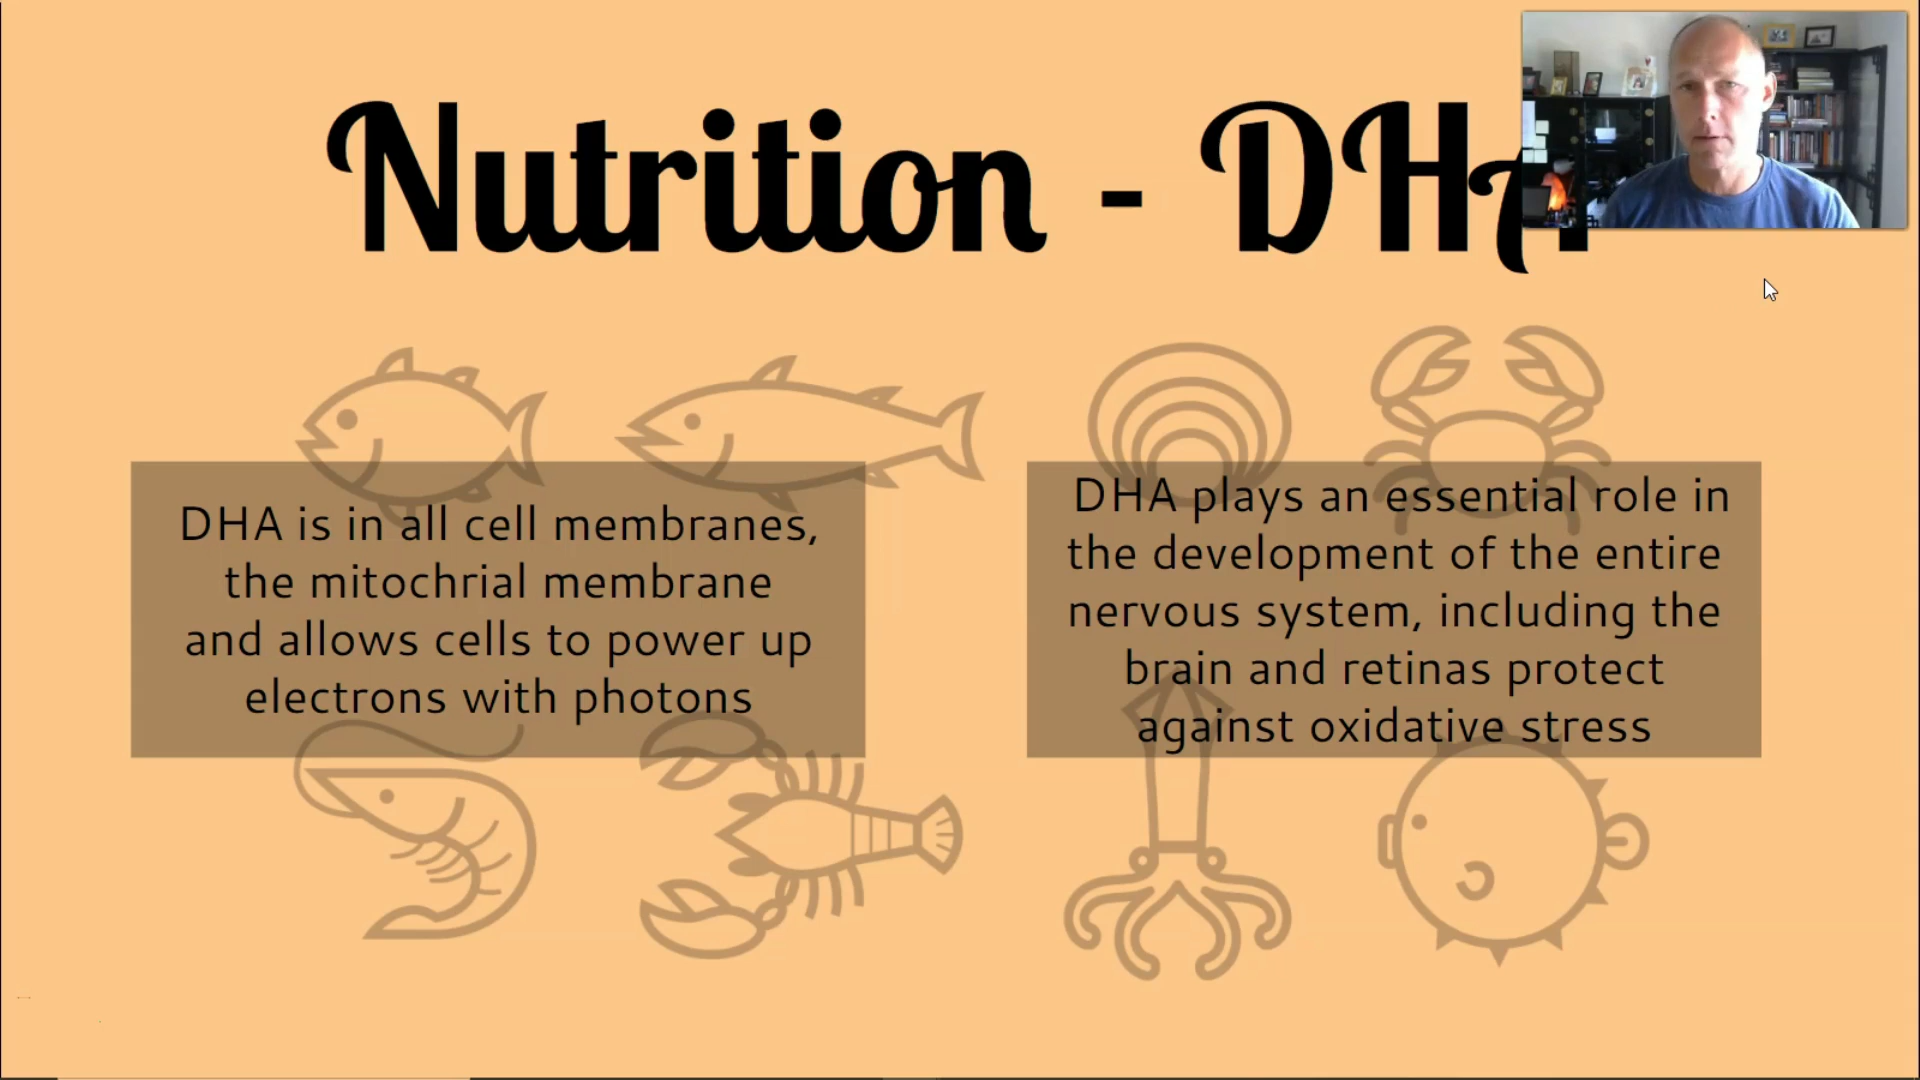 Nutrition - DHA
DHA is in all cell membranes,
the mitochrial membrane
and allows cells to power up
electrons with photons
DHA plays an essential role in
the development of the entire
nervous system, including the
brain and retinas protect
against oxidative stress